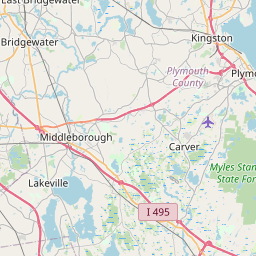 East Bridgewater
Bridgewater
Kingston
Plymouth
County
Plym
Middleborough
Carver
Myles Stan
State For
Lakeville
I 495